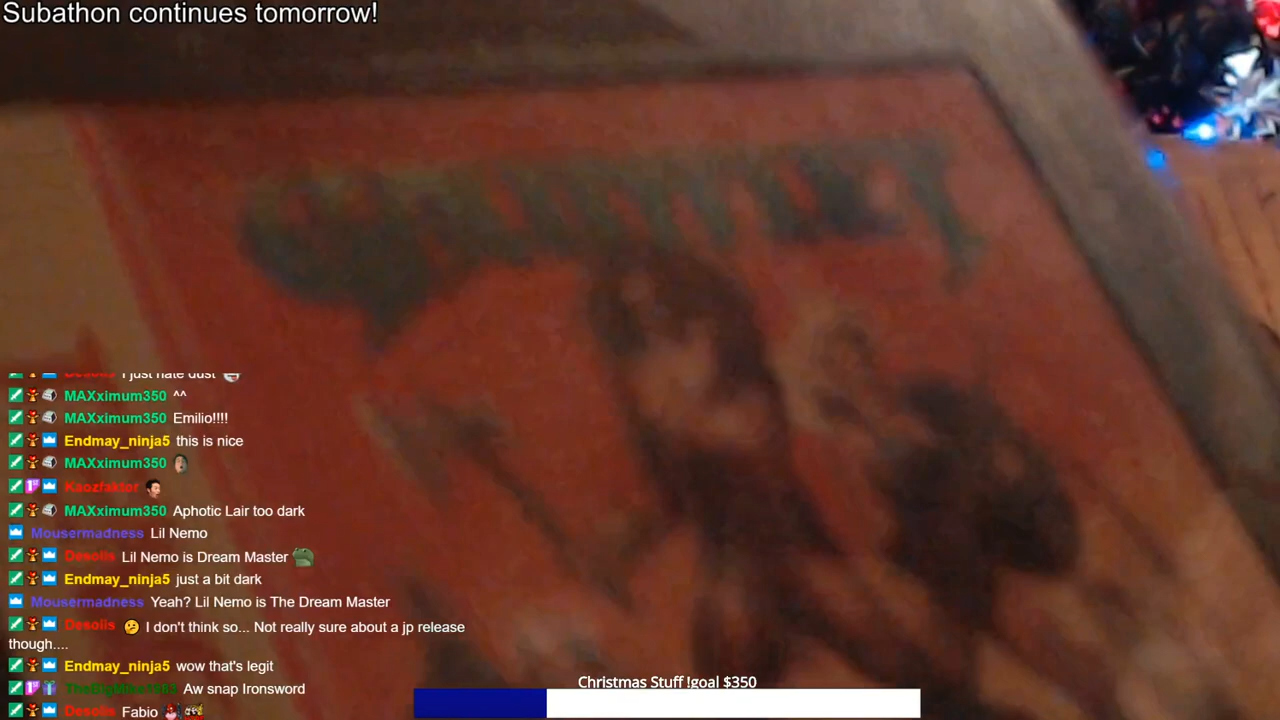 Subathon continues tomorrow!
Desolis I just hate dust
MAXximum350 ^^
MAXximum350 Emilio!!!!
Endmay_ninja5 this is nice
MAXximum350
Kaozfaktor
MAXximum350 Aphotic Lair too dark
Mousermadness Lil Nemo
Desolis Lil Nemo is Dream Master
Endmay_ninja5 just a bit dark
Mousermadness Yeah? Lil Nemo is The Dream Master
Desolis I don't think so... Not really sure about a jp release
though....
Endmay_ninja5 wow that's legit
Aw snap Ironsword
Desolis Fabio
Christmas Stuff !goal $350